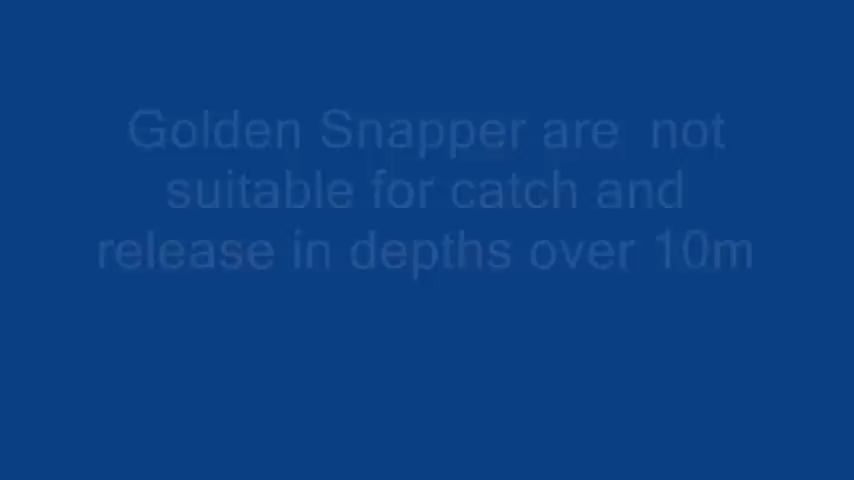 Golden Snapper are  not
suitable for catch and
release in depths over 10m